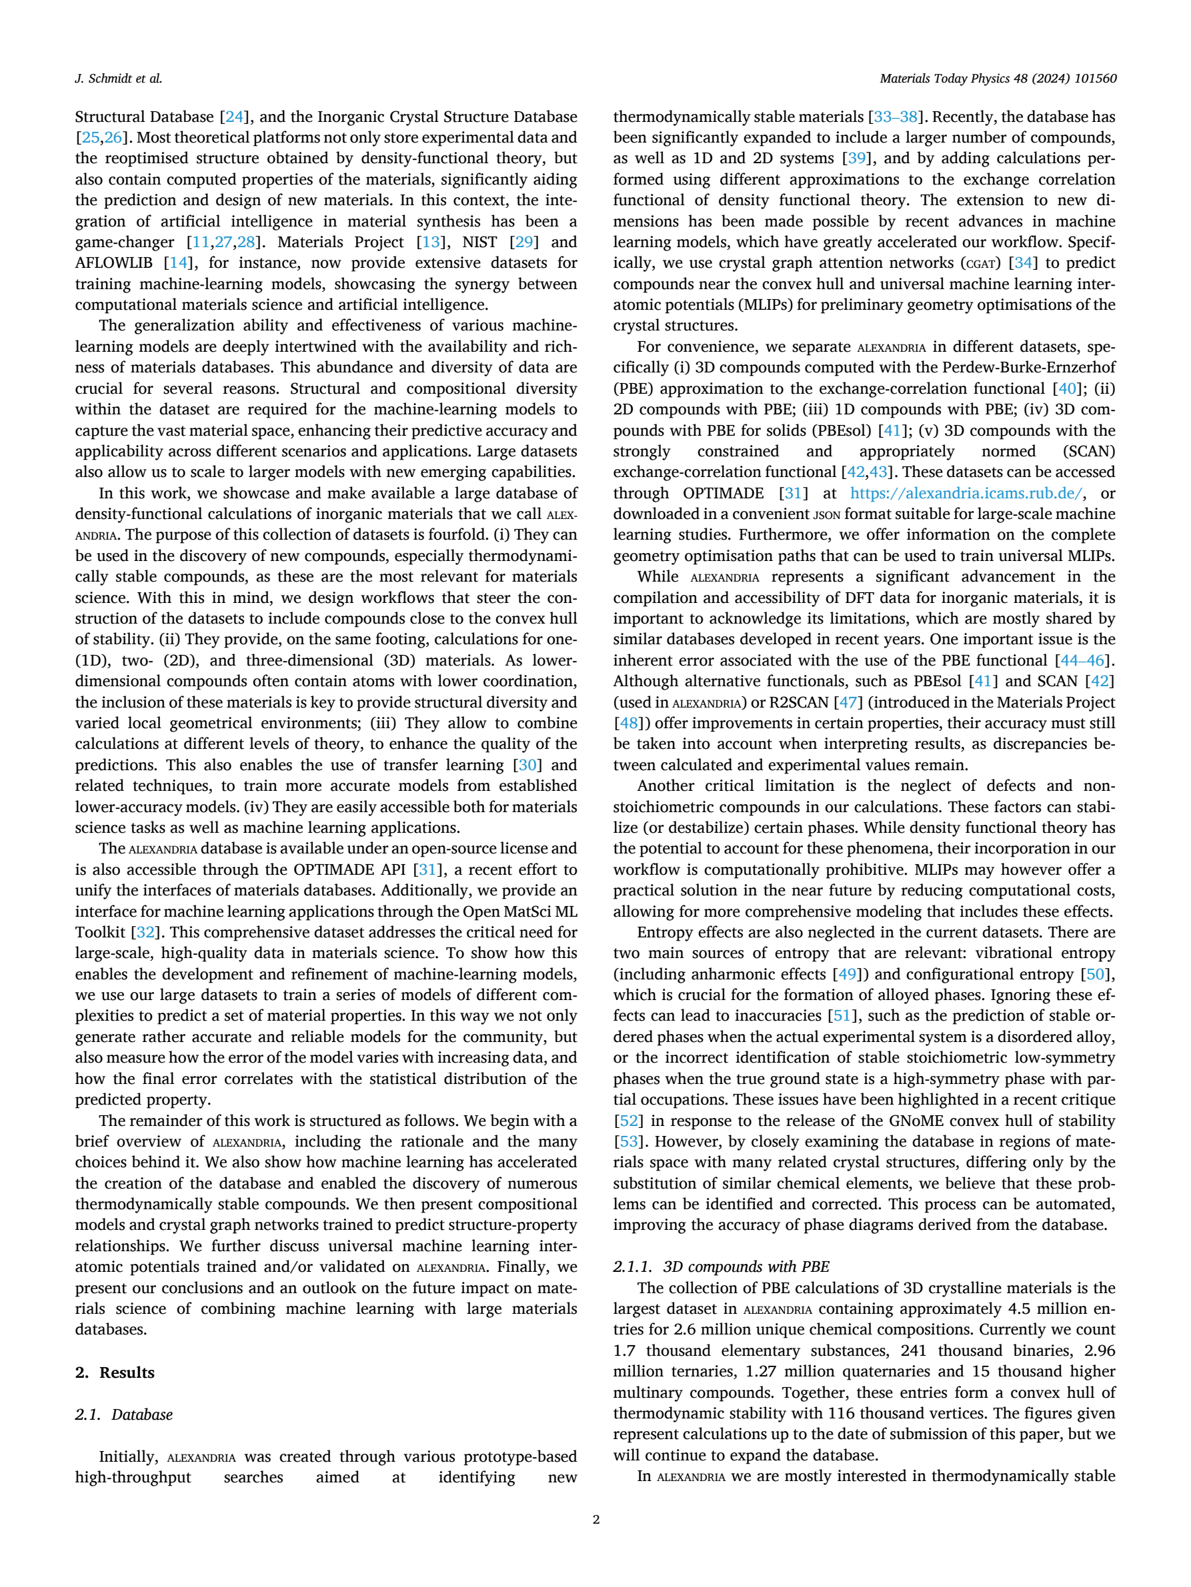 J. Schmidt et al.
Materials Today Physics 48 (2024) 101560
Structural Database [24], and the Inorganic Crystal Structure Database
[25,26]. Most theoretical platforms not only store experimental data and
the reoptimised structure obtained by density-functional theory, but
also contain computed properties of the materials, significantly aiding
the prediction and design of new materials. In this context, the inte-
gration of artificial intelligence in material synthesis has been a
game-changer [11,27,28]. Materials Project [13], NIST [29] and
AFLOWLIB [14], for instance, now provide extensive datasets for
training machine-learning models, showcasing the synergy between
computational materials science and artificial intelligence.
The generalization ability and effectiveness of various machine-
learning models are deeply intertwined with the availability and rich-
ness of materials databases. This abundance and diversity of data are
crucial for several reasons. Structural and compositional diversity
within the dataset are required for the machine-learning models to
capture the vast material space, enhancing their predictive accuracy and
applicability across different scenarios and applications. Large datasets
also allow us to scale to larger models with new emerging capabilities.
In this work, we showcase and make available a large database of
density-functional calculations of inorganic materials that we call ALEX-
ANDRIA. The purpose of this collection of datasets is fourfold. (i) They can
be used in the discovery of new compounds, especially thermodynami-
cally stable compounds, as these are the most relevant for materials
science. With this in mind, we design workflows that steer the con-
struction of the datasets to include compounds close to the convex hull
of stability. (ii) They provide, on the same footing, calculations for one-
(1D), two- (2D), and three-dimensional (3D) materials. As lower-
dimensional compounds often contain atoms with lower coordination,
the inclusion of these materials is key to provide structural diversity and
varied local geometrical environments; (iii) They allow to combine
calculations at different levels of theory, to enhance the quality of the
predictions. This also enables the use of transfer learning [30] and
related techniques, to train more accurate models from established
lower-accuracy models. (iv) They are easily accessible both for materials
science tasks as well as machine learning applications.
The ALEXANDRIA database is available under an open-source license and
is also accessible through the OPTIMADE API [31], a recent effort to
unify the interfaces of materials databases. Additionally, we provide an
interface for machine learning applications through the Open MatSci ML
Toolkit [32]. This comprehensive dataset addresses the critical need for
large-scale, high-quality data in materials science. To show how this
enables the development and refinement of machine-learning models,
we use our large datasets to train a series of models of different com-
plexities to predict a set of material properties. In this way we not only
generate rather accurate and reliable models for the community, but
also measure how the error of the model varies with increasing data, and
how the final error correlates with the statistical distribution of the
predicted property.
The remainder of this work is structured as follows. We begin with a
brief overview of ALEXANDRIA, including the rationale and the many
choices behind it. We also show how machine learning has accelerated
the creation of the database and enabled the discovery of numerous
thermodynamically stable compounds. We then present compositional
models and crystal graph networks trained to predict structure-property
relationships. We further discuss universal machine learning inter-
atomic potentials trained and/or validated on ALEXANDRIA. Finally, we
present our conclusions and an outlook on the future impact on mate-
rials science of combining machine learning with large materials
databases.
2. Results
2.1. Database
Initially, ALEXANDRIA was created through various prototype-based
high-throughput searches aimed at identifying new
thermodynamically stable materials [33–38]. Recently, the database has
been significantly expanded to include a larger number of compounds,
as well as 1D and 2D systems [39], and by adding calculations per-
formed using different approximations to the exchange correlation
functional of density functional theory. The extension to new di-
mensions has been made possible by recent advances in machine
learning models, which have greatly accelerated our workflow. Specif-
ically, we use crystal graph attention networks (CGAT) [34] to predict
compounds near the convex hull and universal machine learning inter-
atomic potentials (MLIPs) for preliminary geometry optimisations of the
crystal structures.
For convenience, we separate ALEXANDRIA in different datasets, spe-
cifically (i) 3D compounds computed with the Perdew-Burke-Ernzerhof
(PBE) approximation to the exchange-correlation functional [40]; (ii)
2D compounds with PBE; (iii) 1D compounds with PBE; (iv) 3D com-
pounds with PBE for solids (PBEsol) [41]; (v) 3D compounds with the
strongly constrained and appropriately normed (SCAN)
exchange-correlation functional [42,43]. These datasets can be accessed
through OPTIMADE [31] at https://alexandria.icams.rub.de/, or
downloaded in a convenient JSON format suitable for large-scale machine
learning studies. Furthermore, we offer information on the complete
geometry optimisation paths that can be used to train universal MLIPs.
While ALEXANDRIA represents a significant advancement in the
compilation and accessibility of DFT data for inorganic materials, it is
important to acknowledge its limitations, which are mostly shared by
similar databases developed in recent years. One important issue is the
inherent error associated with the use of the PBE functional [44–46].
Although alternative functionals, such as PBEsol [41] and SCAN [42]
(used in ALEXANDRIA) or R2SCAN [47] (introduced in the Materials Project
[48]) offer improvements in certain properties, their accuracy must still
be taken into account when interpreting results, as discrepancies be-
tween calculated and experimental values remain.
Another critical limitation is the neglect of defects and non-
stoichiometric compounds in our calculations. These factors can stabi-
lize (or destabilize) certain phases. While density functional theory has
the potential to account for these phenomena, their incorporation in our
workflow is computationally prohibitive. MLIPs may however offer a
practical solution in the near future by reducing computational costs,
allowing for more comprehensive modeling that includes these effects.
Entropy effects are also neglected in the current datasets. There are
two main sources of entropy that are relevant: vibrational entropy
(including anharmonic effects [49]) and configurational entropy [50],
which is crucial for the formation of alloyed phases. Ignoring these ef-
fects can lead to inaccuracies [51], such as the prediction of stable or-
dered phases when the actual experimental system is a disordered alloy,
or the incorrect identification of stable stoichiometric low-symmetry
phases when the true ground state is a high-symmetry phase with par-
tial occupations. These issues have been highlighted in a recent critique
[52] in response to the release of the GNoME convex hull of stability
[53]. However, by closely examining the database in regions of mate-
rials space with many related crystal structures, differing only by the
substitution of similar chemical elements, we believe that these prob-
lems can be identified and corrected. This process can be automated,
improving the accuracy of phase diagrams derived from the database.
2.1.1. 3D compounds with PBE
The collection of PBE calculations of 3D crystalline materials is the
largest dataset in ALEXANDRIA containing approximately 4.5 million en-
tries for 2.6 million unique chemical compositions. Currently we count
1.7 thousand elementary substances, 241 thousand binaries, 2.96
million ternaries, 1.27 million quaternaries and 15 thousand higher
multinary compounds. Together, these entries form a convex hull of
thermodynamic stability with 116 thousand vertices. The figures given
represent calculations up to the date of submission of this paper, but we
will continue to expand the database.
In ALEXANDRIA we are mostly interested in thermodynamically stable
2